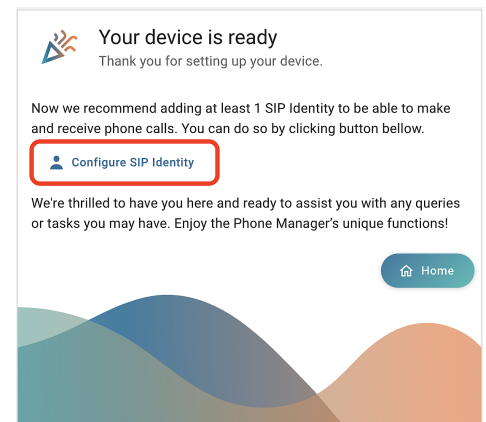 Your device is ready
Thank you for setting up your device.
Now we recommend adding at least 1 SIP Identity to be able to make
and receive phone calls. You can do so by clicking button bellow.
Configure SIP Identity
We're thrilled to have you here and ready to assist you with any queries
or tasks you may have. Enjoy the Phone Manager's unique functions!
Home